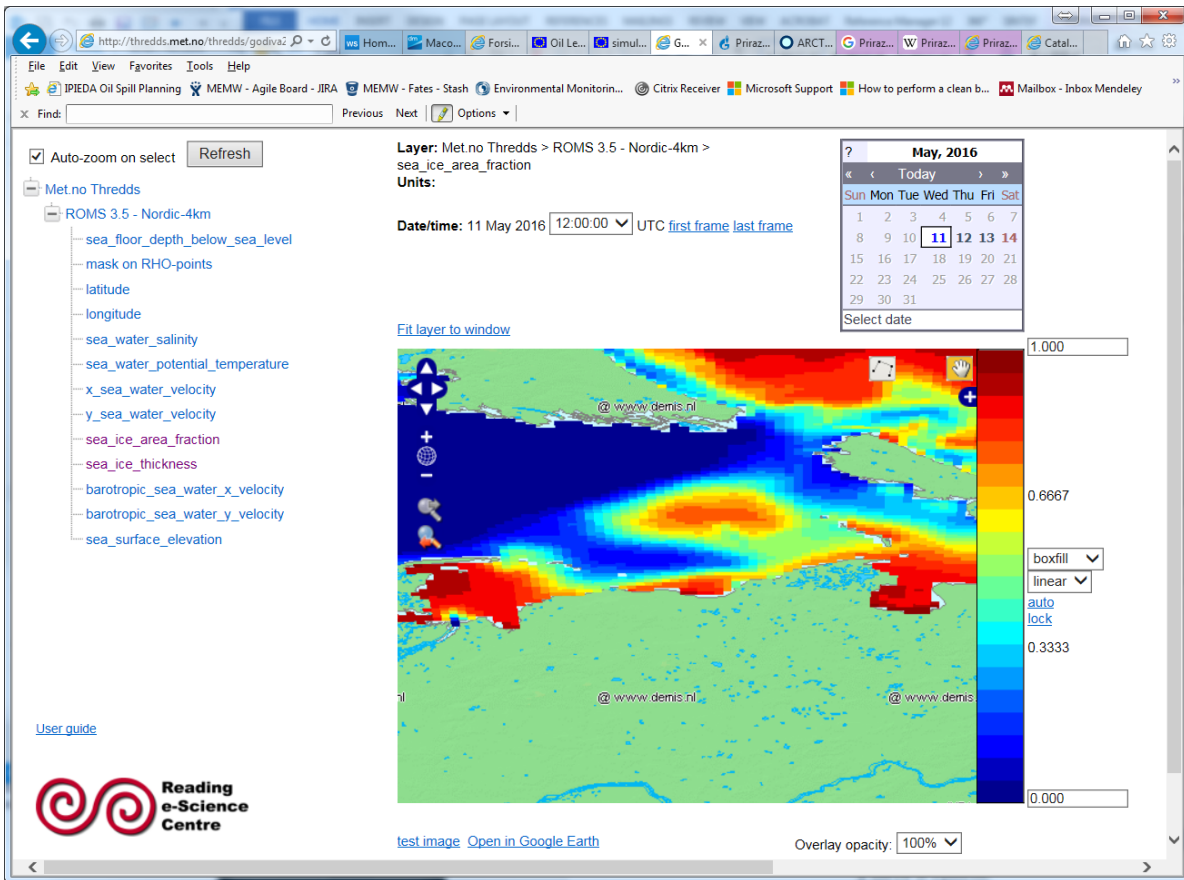 http://thredds.met.no/thredds/godiva2
ws Hom... Maco... Forsi... Oil Le... simul... G... Priraz... ARCT... Priraz... Priraz... Priraz... Catal...
File Edit View Favorites Tools Help
IPIEDA Oil Spill Planning MEMW - Agile Board - JIRA MEMW - Fates - Stash Environmental Monitorin... Citrix Receiver Microsoft Support How to perform a clean b... Mailbox - Inbox Mendeley
x Find: Previous Next Options
Auto-zoom on select Refresh
Met.no Thredds
ROMS 3.5 - Nordic-4km
sea_floor_depth_below_sea_level
mask on RHO-points
latitude
longitude
sea_water_salinity
sea_water_potential_temperature
x_sea_water_velocity
y_sea_water_velocity
sea_ice_area_fraction
sea_ice_thickness
barotropic_sea_water_x_velocity
barotropic_sea_water_y_velocity
sea_surface_elevation
User guide
Reading
e-Science
Centre
Layer: Met.no Thredds > ROMS 3.5 - Nordic-4km >
sea_ice_area_fraction
Units:
Date/time: 11 May 2016 12:00:00 UTC first frame last frame
? May, 2016
« ‹ Today › »
Sun Mon Tue Wed Thu Fri Sat
1 2 3 4 5 6 7
8 9 10 11 12 13 14
15 16 17 18 19 20 21
22 23 24 25 26 27 28
29 30 31
Select date
Fit layer to window
@ www.demis.nl
nl @ www.demis.nl @ www.demis
1.000
0.6667
boxfill
linear
auto
lock
0.3333
0.000
test image Open in Google Earth Overlay opacity: 100%